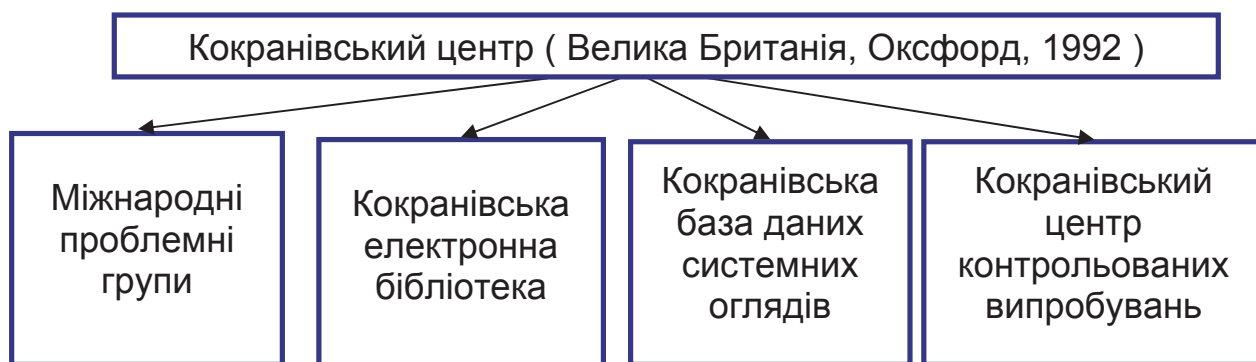 Кокранівський центр ( Велика Британія, Оксфорд, 1992 )
Міжнародні
проблемні
групи
Кокранівська
електронна
бібліотека
Кокранівська
база даних
системних
оглядів
Кокранівський
центр
контрольованих
випробувань